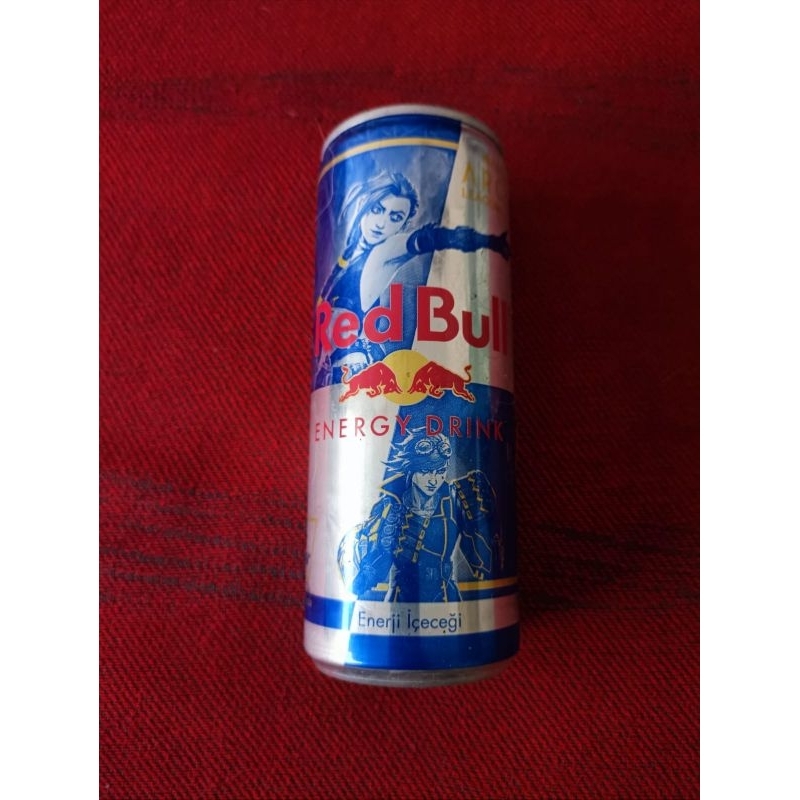 Red Bull
ENERGY DRINK
Enerji İçeceği